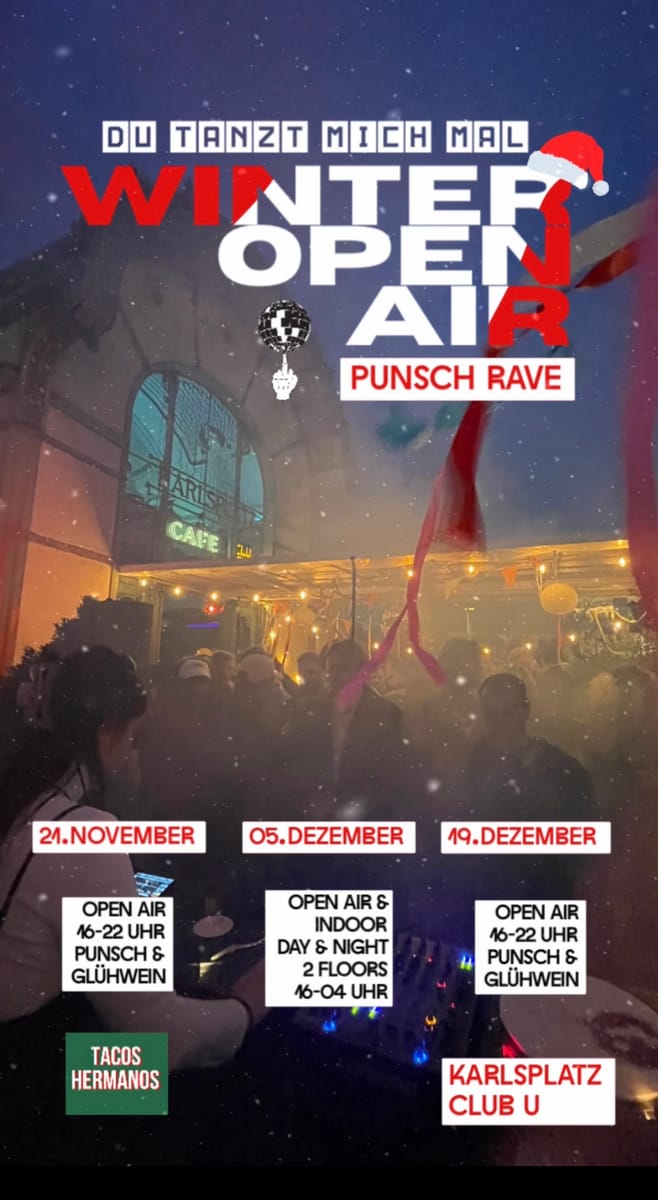 DU TANZT MICH MAL
WINTER
OPEN
AIR
PUNSCH RAVE
KARLSPLATZ
CAFE
CLU
21.NOVEMBER
05.DEZEMBER
19.DEZEMBER
OPEN AIR
16-22 UHR
PUNSCH &
GLÜHWEIN
OPEN AIR &
INDOOR
DAY & NIGHT
2 FLOORS
16-04 UHR
OPEN AIR
16-22 UHR
PUNSCH &
GLÜHWEIN
TACOS
HERMANOS
KARLSPLATZ
CLUB U